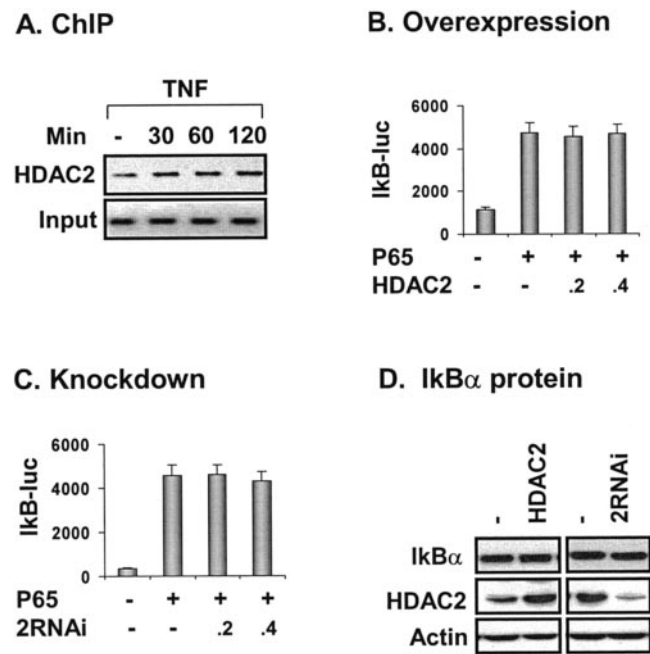 A. ChIP
TNF
Min - 30 60 120
HDAC2
Input
B. Overexpression
IkB-luc
6000
4000
2000
0
P65 - + + +
HDAC2 - - .2 .4
C. Knockdown
IkB-luc
6000
4000
2000
0
P65 - + + +
2RNAi - - .2 .4
D. IkBα protein
- HDAC2 - 2RNAi
IkBα
HDAC2
Actin